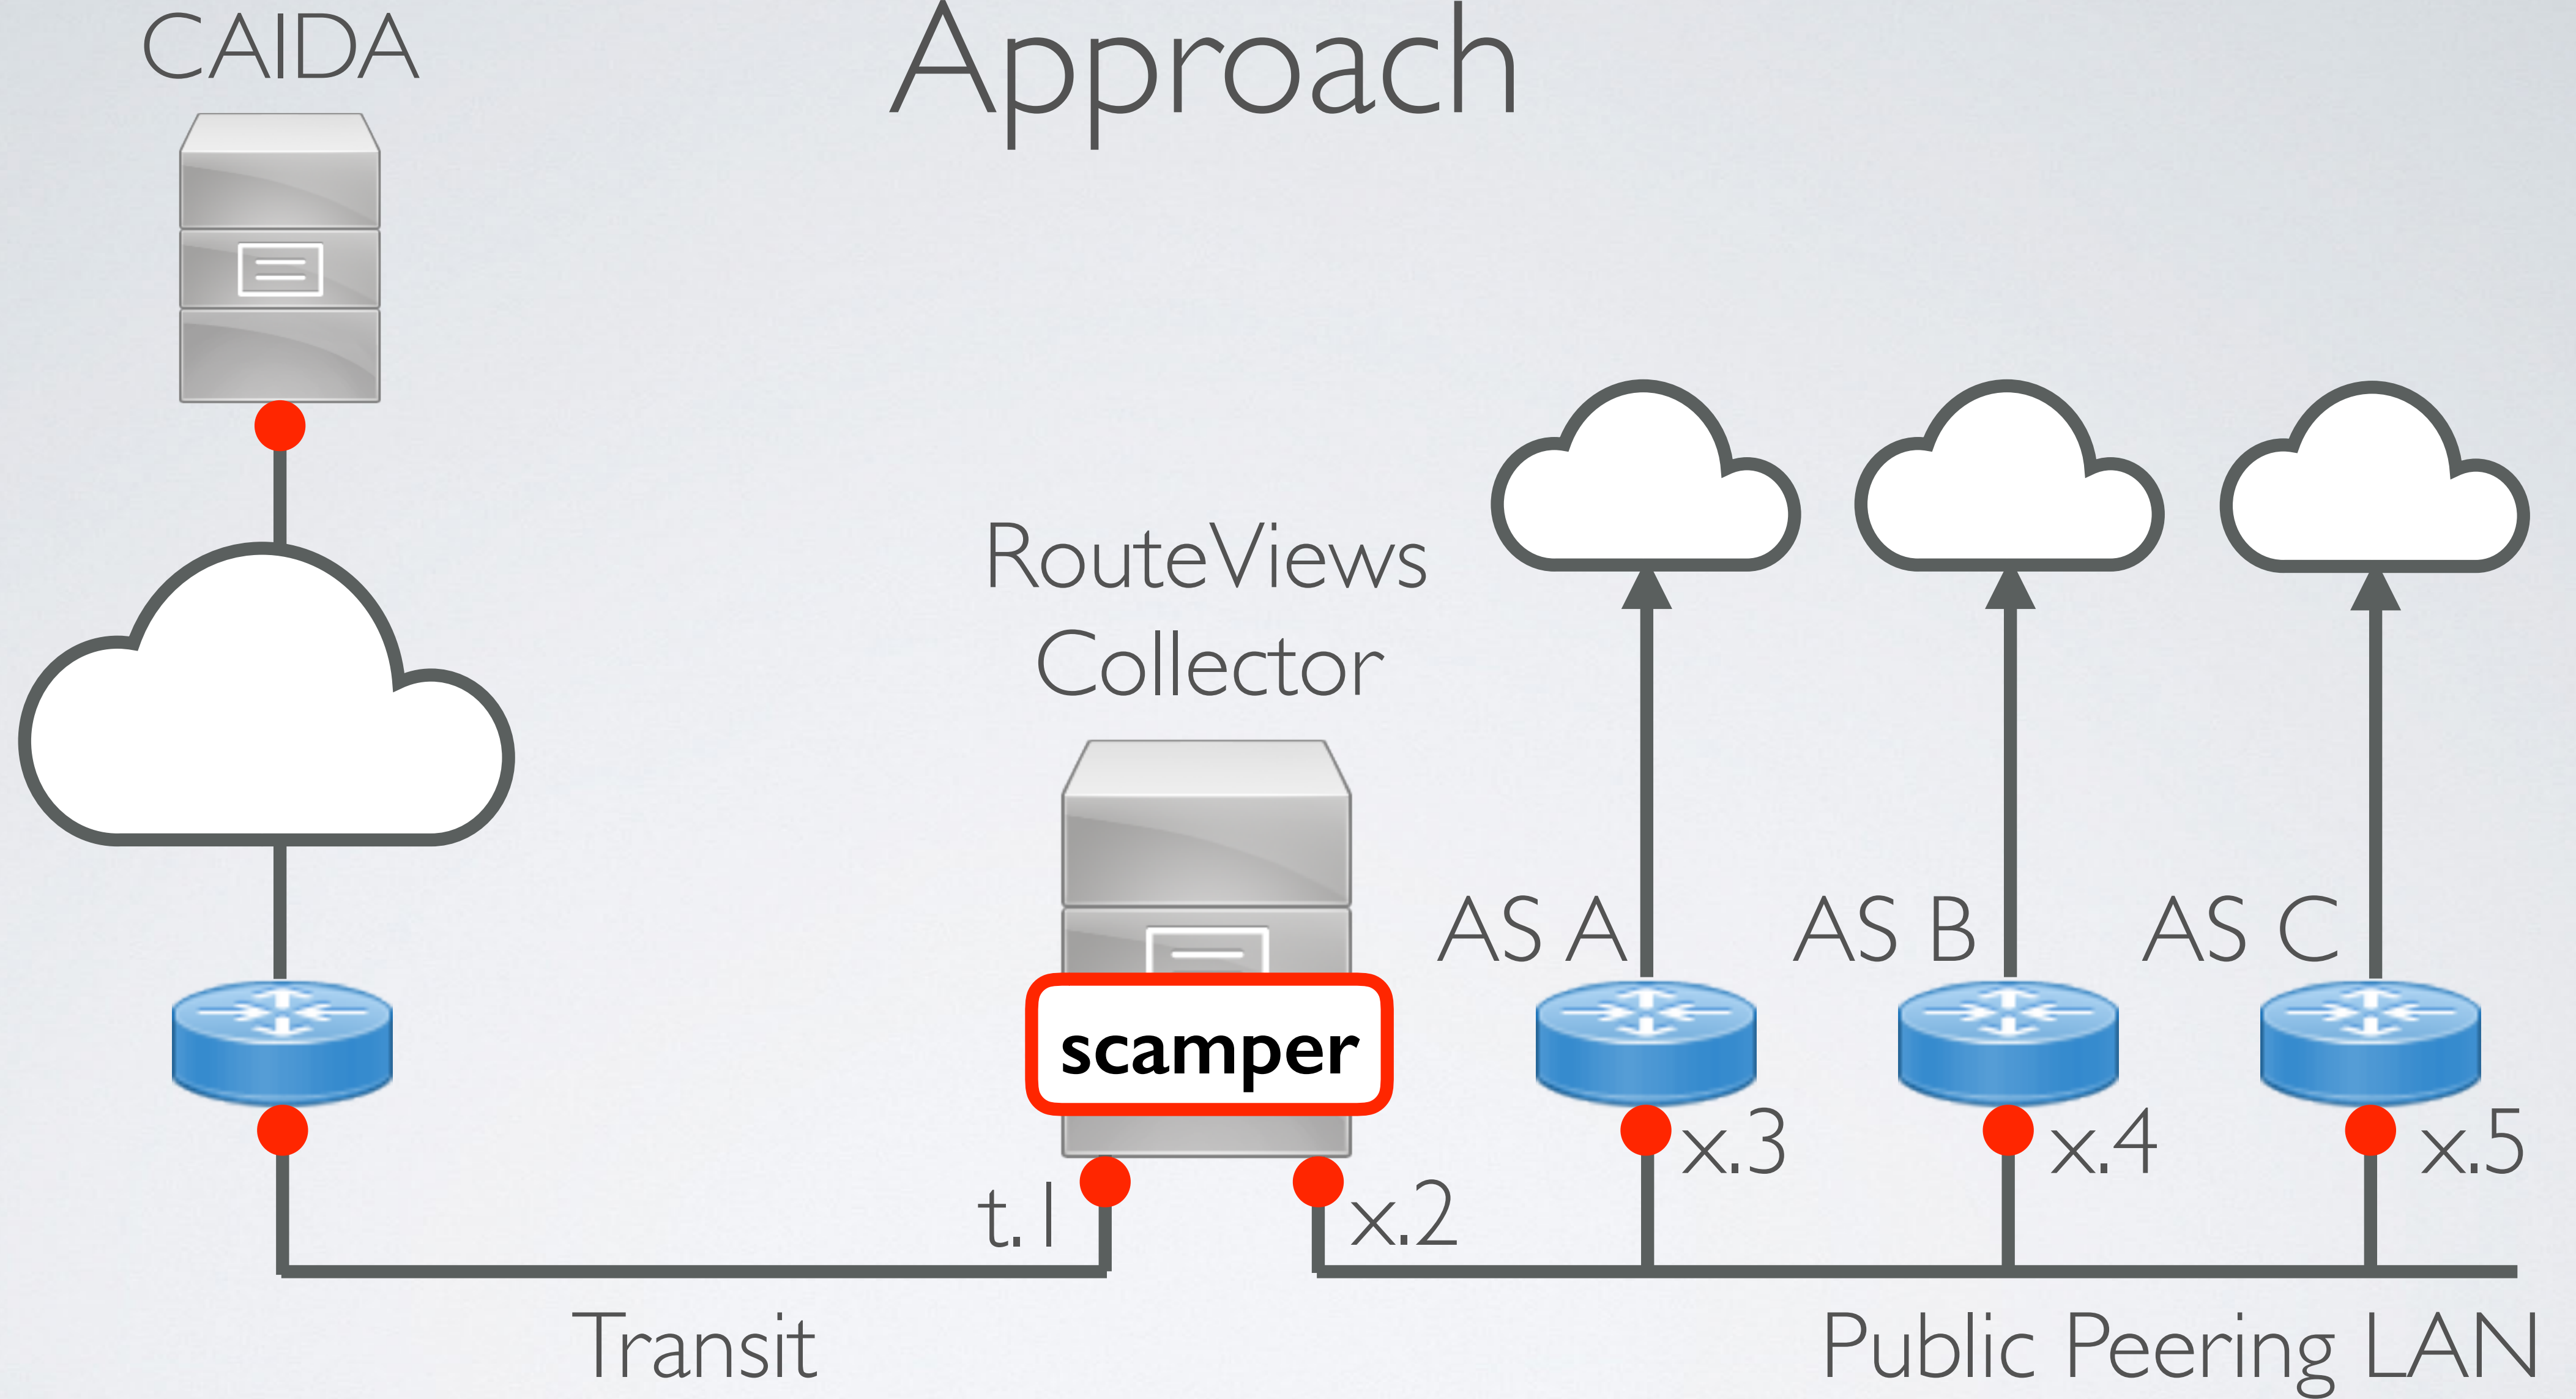 Approach
CAIDA
RouteViews
Collector
AS A
AS B
AS C
scamper
x.3
x.4
x.5
t.1
x.2
Transit
Public Peering LAN